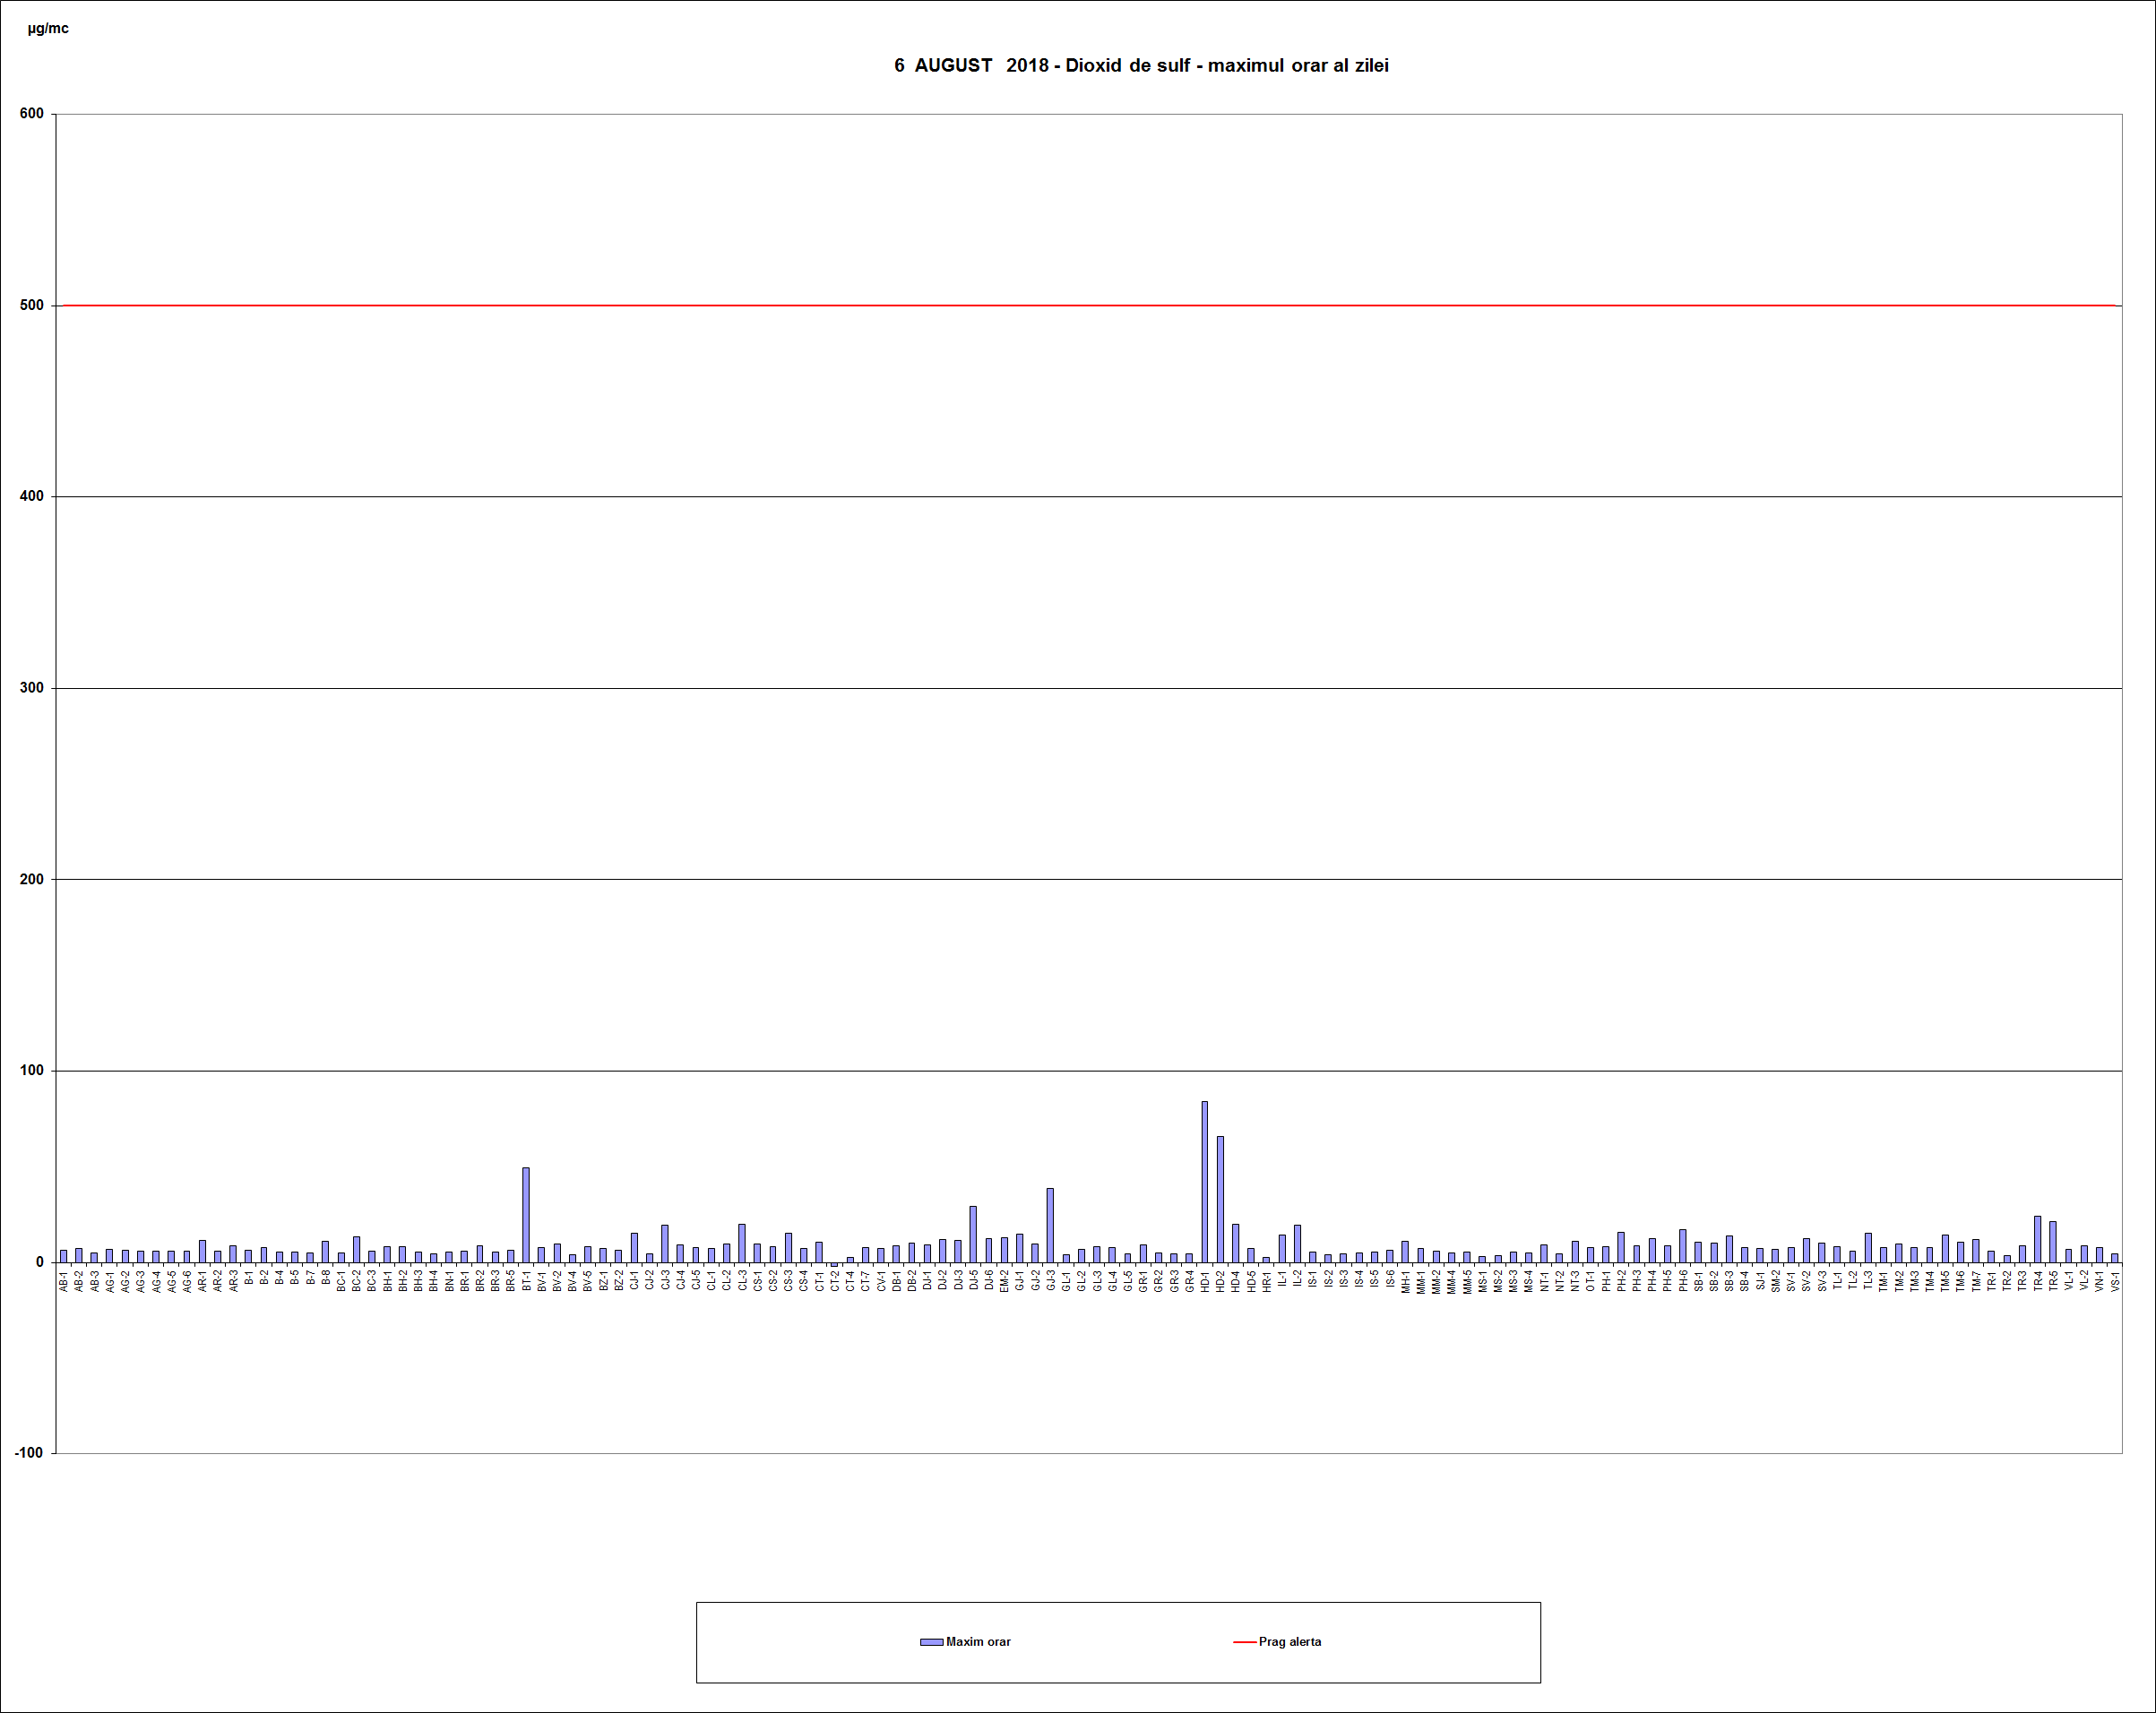 µg/mc
6 AUGUST 2018 - Dioxid de sulf - maximul orar al zilei
600
500
400
300
200
100
0
-100
AB-1 AB-2 AB-3 AG-1 AG-2 AG-3 AG-4 AG-5 AG-6 AR-1 AR-2 AR-3 B-1 B-2 B-4 B-5 B-7 B-8 BC-1 BC-2 BC-3 BH-1 BH-2 BH-3 BH-4 BN-1 BR-1 BR-2 BR-3 BR-5 BT-1 BV-1 BV-2 BV-4 BV-5 BZ-1 BZ-2 CJ-1 CJ-2 CJ-3 CJ-4 CJ-5 CL-1 CL-2 CL-3 CS-1 CS-2 CS-3 CS-4 CT-1 CT-2 CT-4 CT-7 CV-1 DB-1 DB-2 DJ-1 DJ-2 DJ-3 DJ-5 DJ-6 EM-2 GJ-1 GJ-2 GJ-3 GL-1 GL-2 GL-3 GL-4 GL-5 GR-1 GR-2 GR-3 GR-4 HD-1 HD-2 HD-4 HD-5 HR-1 IL-1 IL-2 IS-1 IS-2 IS-3 IS-4 IS-5 IS-6 MH-1 MM-1 MM-2 MM-4 MM-5 MS-1 MS-2 MS-3 MS-4 NT-1 NT-2 NT-3 OT-1 PH-1 PH-2 PH-3 PH-4 PH-5 PH-6 SB-1 SB-2 SB-3 SB-4 SJ-1 SM-2 SV-1 SV-2 SV-3 TL-1 TL-2 TL-3 TM-1 TM-2 TM-3 TM-4 TM-5 TM-6 TM-7 TR-1 TR-2 TR-3 TR-4 TR-5 VL-1 VL-2 VN-1 VS-1
Maxim orar Prag alerta